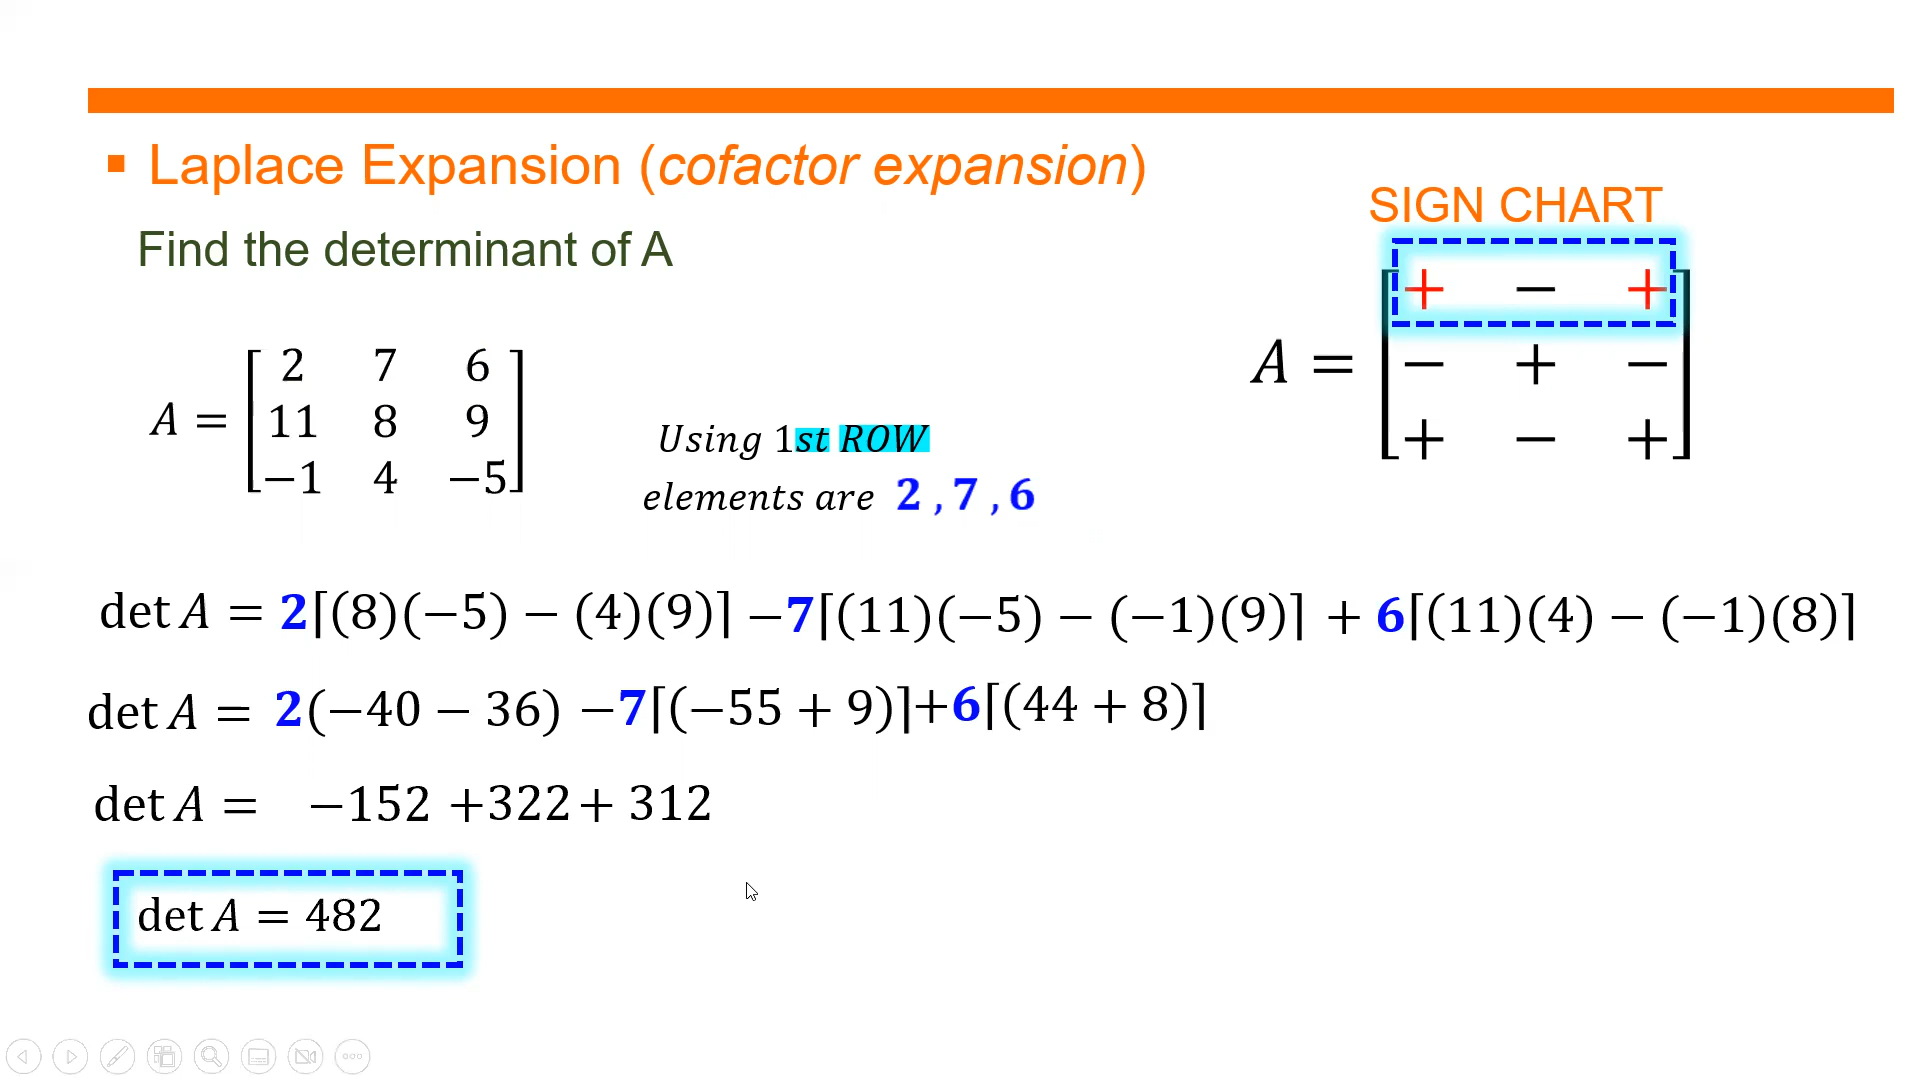 ▪ Laplace Expansion (cofactor expansion)
SIGN CHART
Find the determinant of A
A = [+ − +
− + −
+ − +]
A = [2 7 6
11 8 9
−1 4 −5]
Using 1st ROW
elements are 2 , 7 , 6
det A = 2⌈(8)(−5) − (4)(9)⌉ −7⌈(11)(−5) − (−1)(9)⌉ + 6⌈(11)(4) − (−1)(8)⌉
det A = 2(−40 − 36) −7⌈(−55 + 9)⌉+6⌈(44 + 8)⌉
det A = −152 +322+ 312
det A = 482